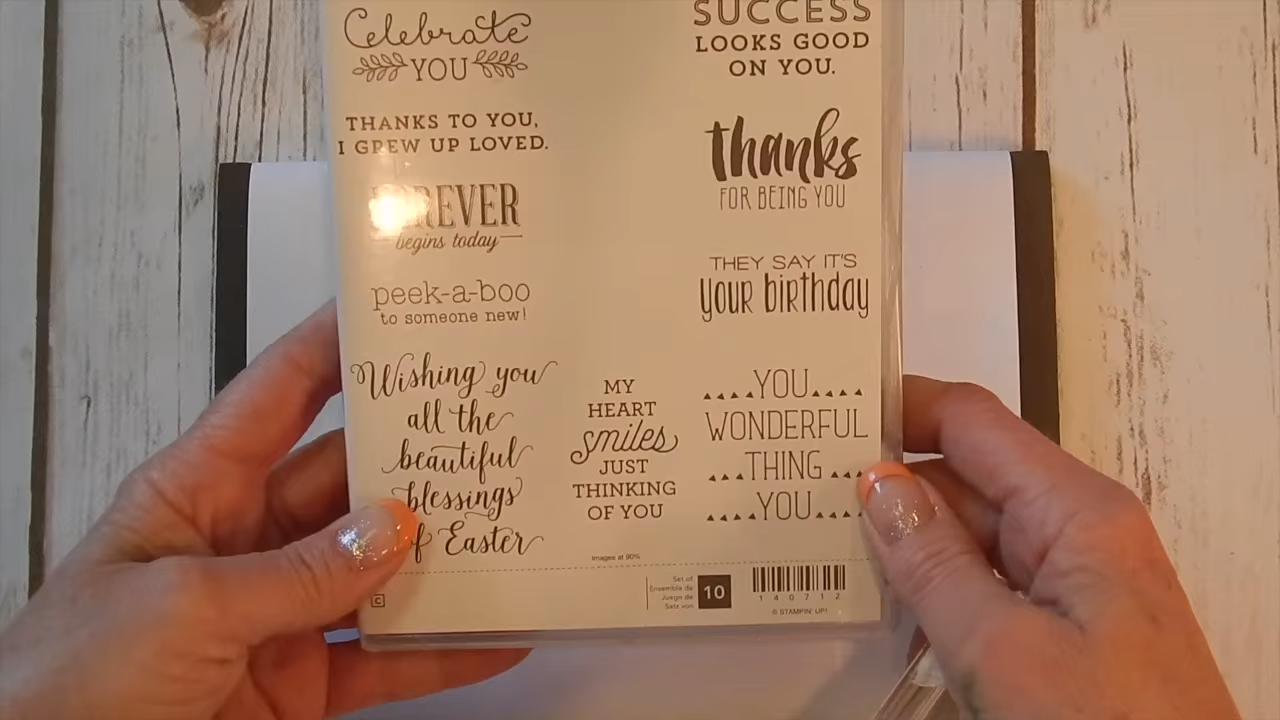 Celebrate
YOU
THANKS TO YOU,
I GREW UP LOVED.
FOREVER
begins today
peek-a-boo
to someone new!
Wishing you
all the
beautiful
blessings
of Easter
MY
HEART
smiles
JUST
THINKING
OF YOU
SUCCESS
LOOKS GOOD
ON YOU.
thanks
FOR BEING YOU
THEY SAY IT'S
your birthday
YOU
WONDERFUL
THING
YOU
Images at 90%
C
Set of
Ensemble de
Juego de
Satz von
10
140712
© STAMPIN' UP!